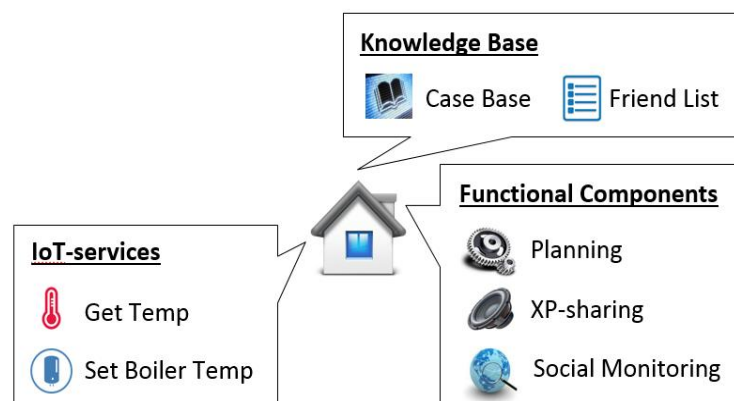 Knowledge Base
Case Base
Friend List
Functional Components
Planning
XP-sharing
Social Monitoring
IoT-services
Get Temp
Set Boiler Temp